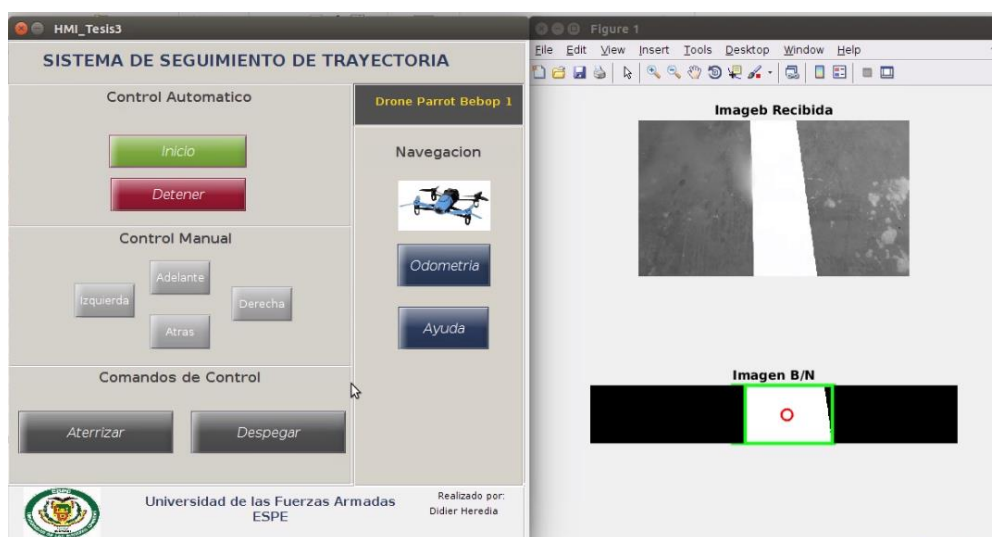 HMI_Tesis3
SISTEMA DE SEGUIMIENTO DE TRAYECTORIA
Control Automatico
Inicio
Detener
Control Manual
Adelante
Izquierda
Derecha
Atras
Comandos de Control
Aterrizar
Despegar
Drone Parrot Bebop 1
Navegacion
Odometria
Ayuda
Universidad de las Fuerzas Armadas
ESPE
Realizado por:
Didier Heredia
Figure 1
File Edit View Insert Tools Desktop Window Help
Imageb Recibida
Imagen B/N